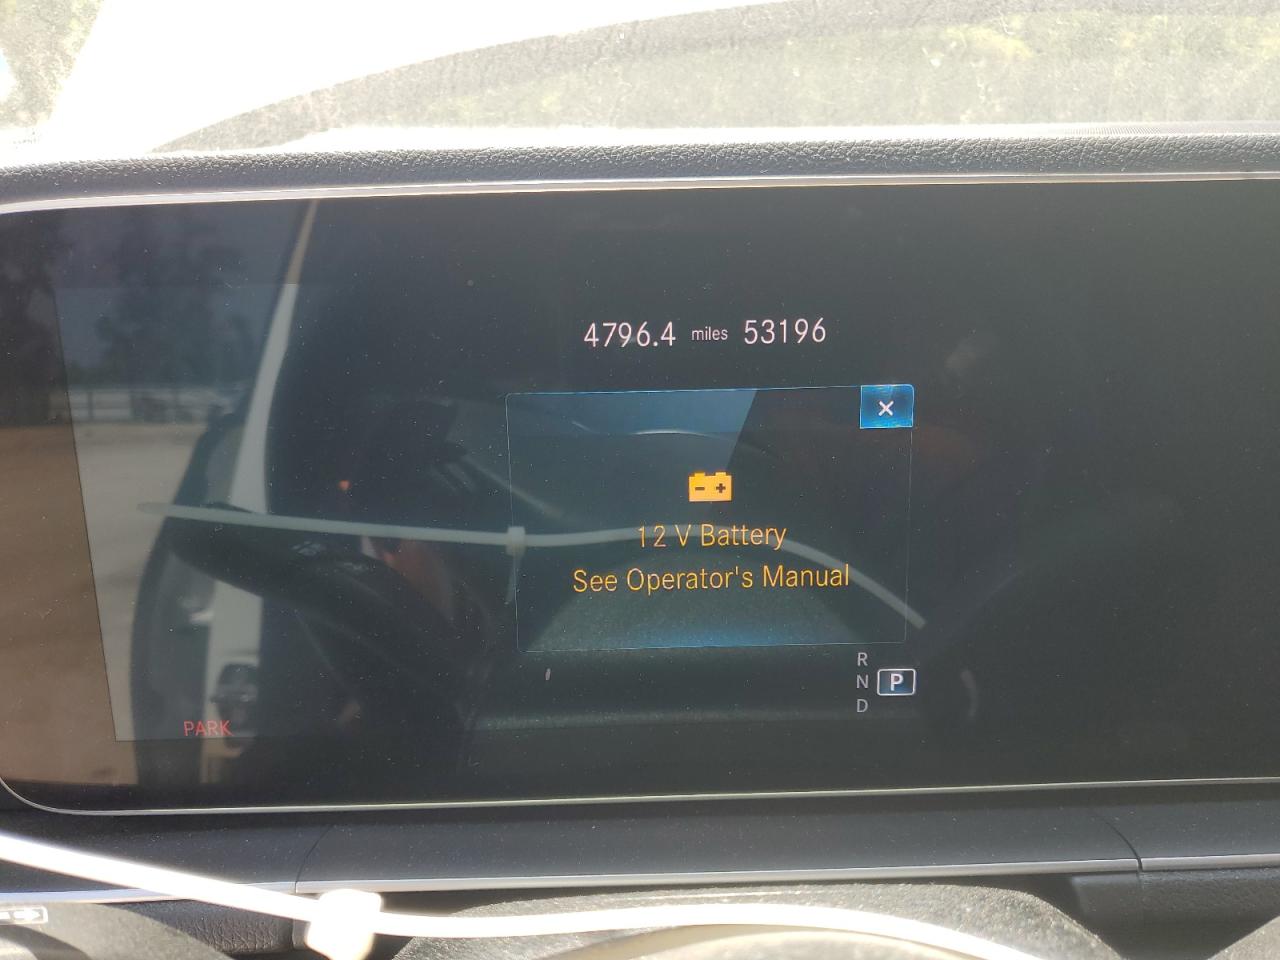 4796.4 miles 53196
12 V Battery
See Operator's Manual
R
N P
D
PARK